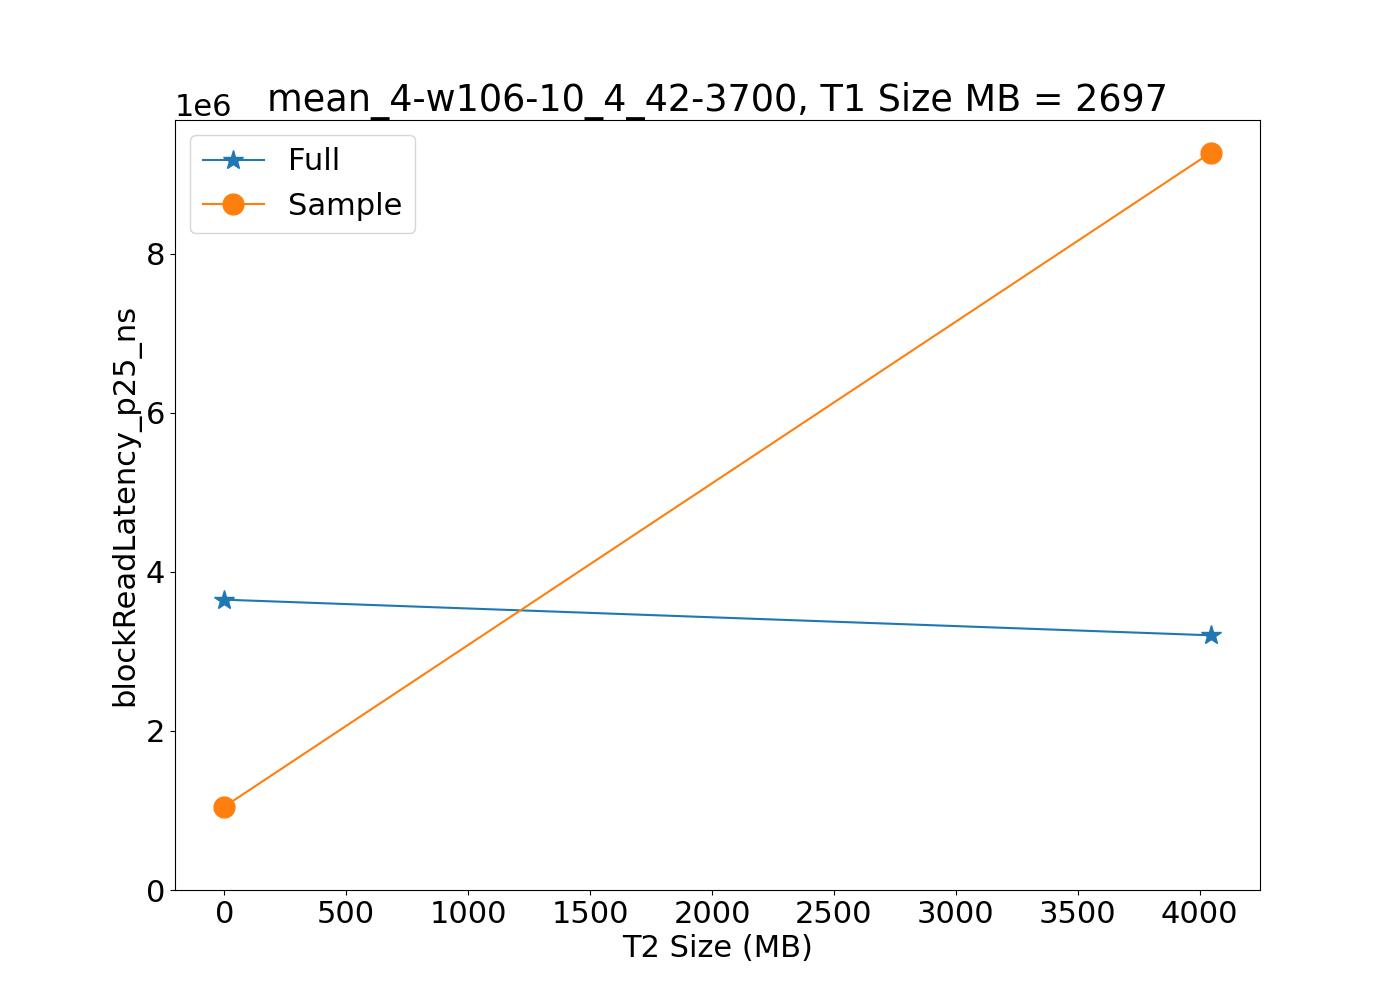 1e6
mean_4-w106-10_4_42-3700, T1 Size MB = 2697
Full
Sample
blockReadLatency_p25_ns
8
6
4
2
0
0 500 1000 1500 2000 2500 3000 3500 4000
T2 Size (MB)